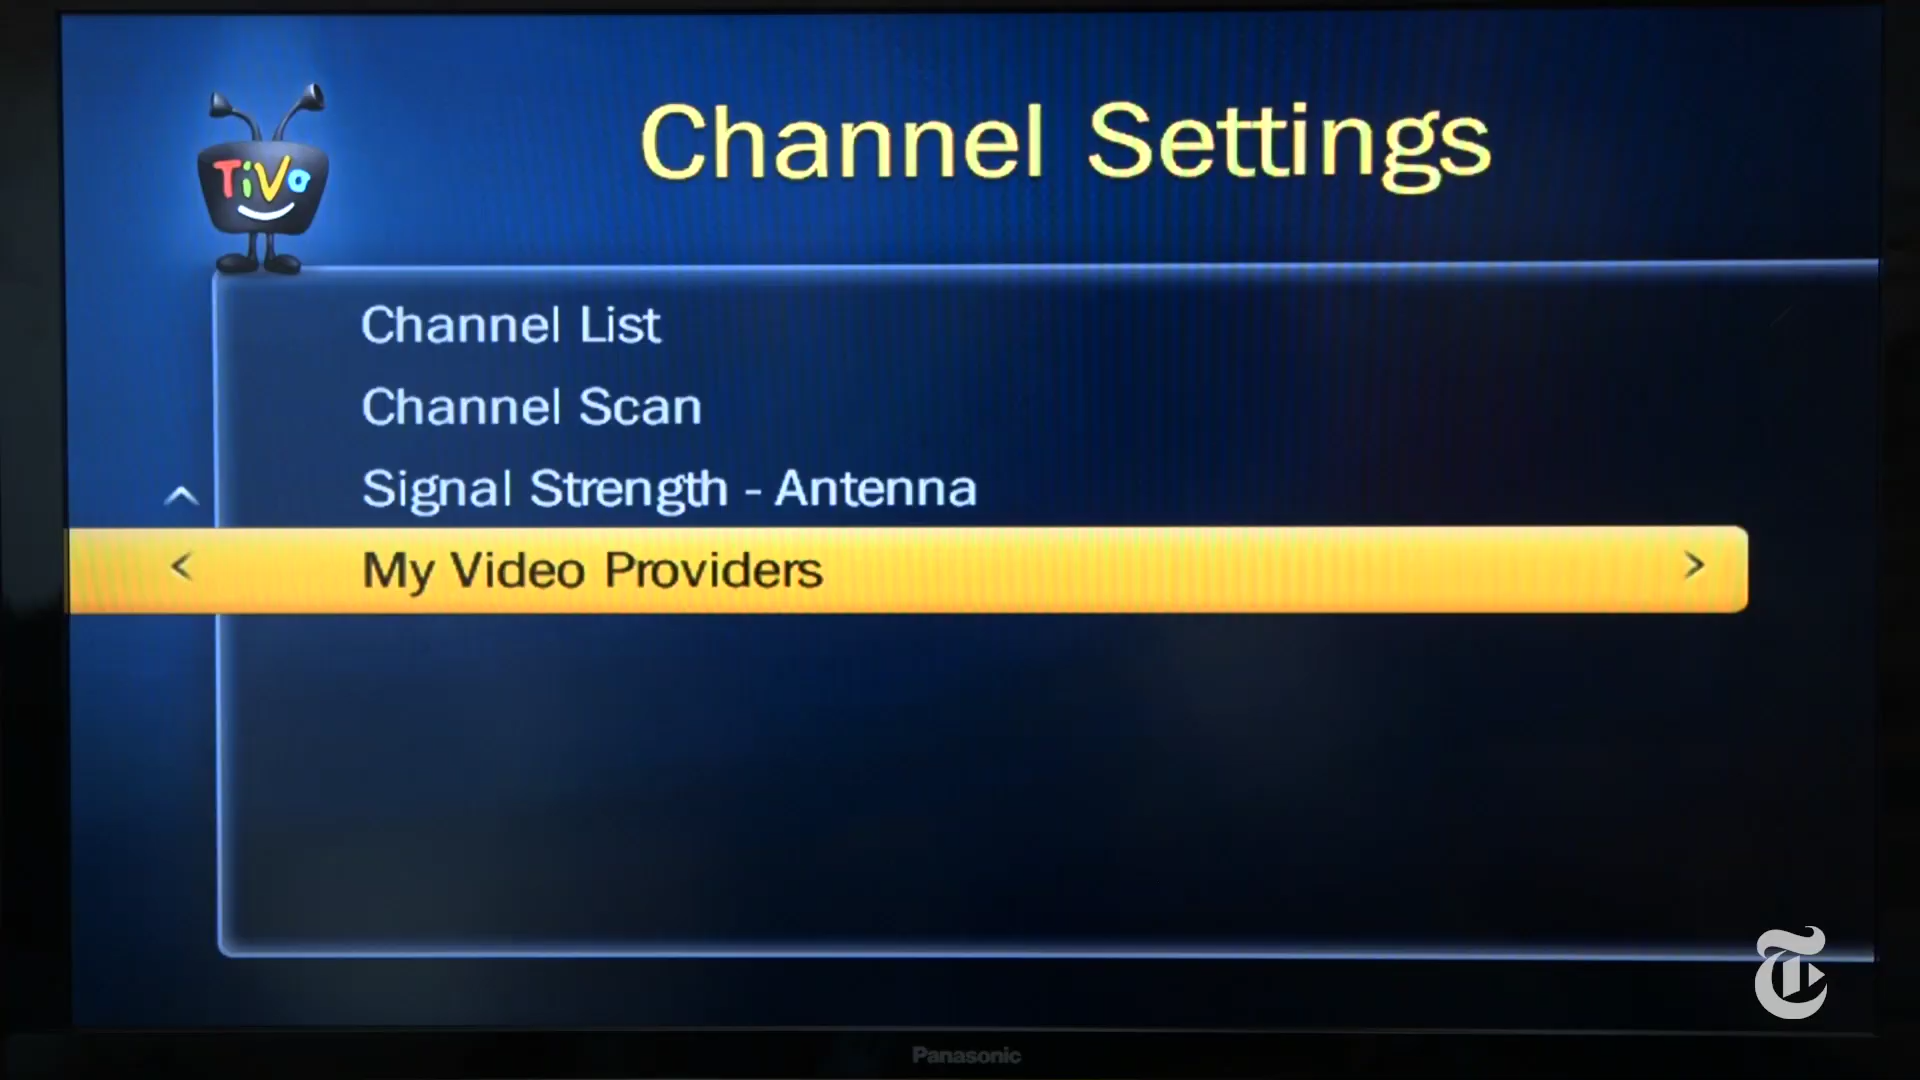 TiVo
Channel Settings
Channel List
Channel Scan
Signal Strength - Antenna
My Video Providers
T
Panasonic